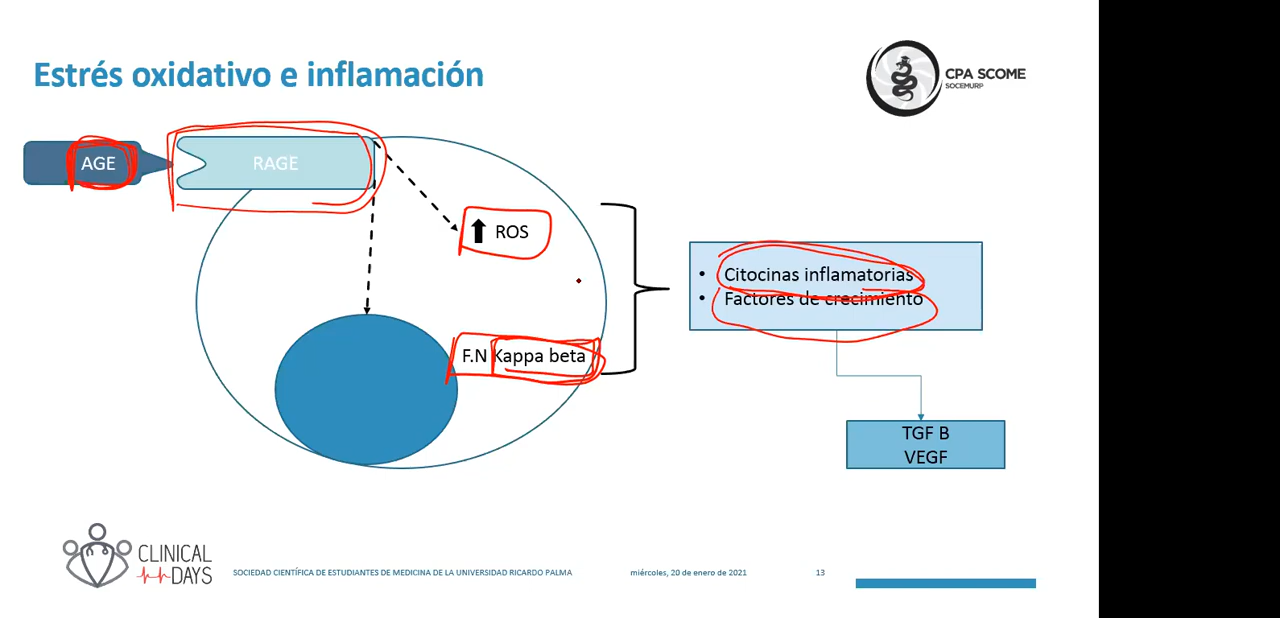 Estrés oxidativo e inflamación
CPA SCOME
SOCEMURP
AGE
RAGE
ROS
F.N Kappa beta
• Citocinas inflamatorias
• Factores de crecimiento
TGF B
VEGF
CLINICAL
DAYS
SOCIEDAD CIENTÍFICA DE ESTUDIANTES DE MEDICINA DE LA UNIVERSIDAD RICARDO PALMA
miércoles, 20 de enero de 2021
13